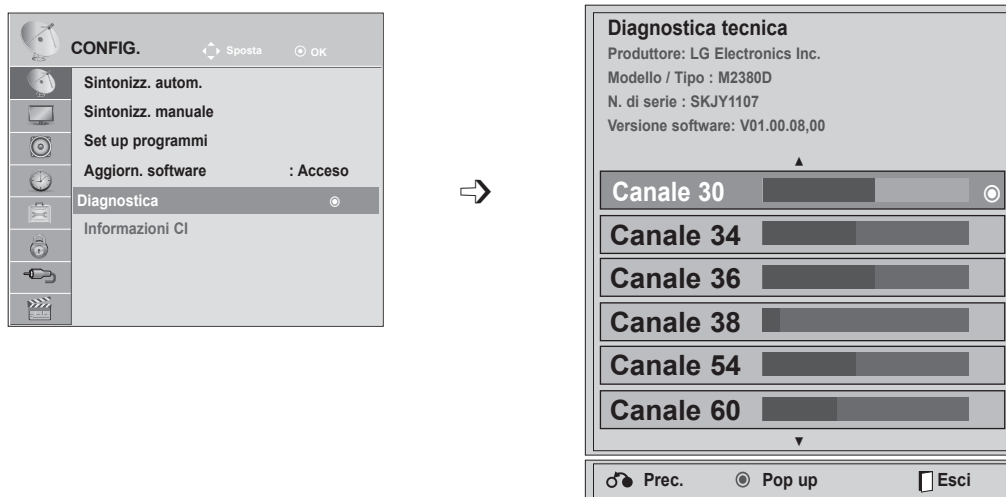 CONFIG.
Sposta
OK
Sintonizz. autom.
Sintonizz. manuale
Set up programmi
Aggiorn. software : Acceso
Diagnostica
Informazioni CI
Diagnostica tecnica
Produttore: LG Electronics Inc.
Modello / Tipo : M2380D
N. di serie : SKJY1107
Versione software: V01.00.08,00
Canale 30
Canale 34
Canale 36
Canale 38
Canale 54
Canale 60
Prec. Pop up Esci